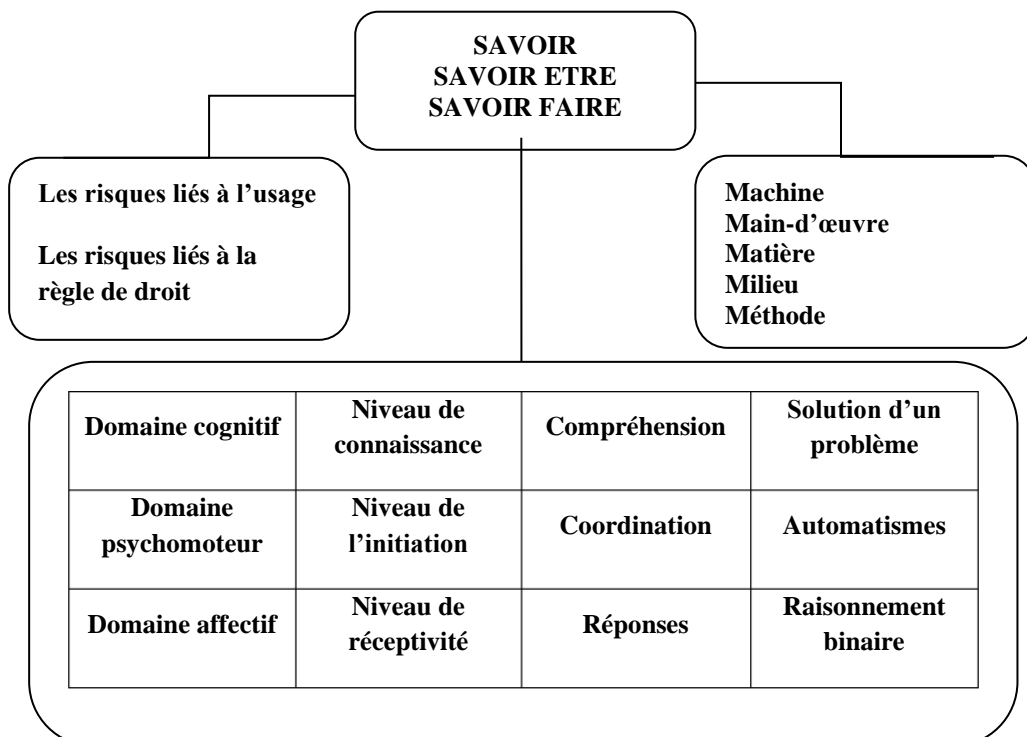 SAVOIR
SAVOIR ETRE
SAVOIR FAIRE
Les risques liés à l’usage
Les risques liés à la
règle de droit
Machine
Main-d’œuvre
Matière
Milieu
Méthode
Domaine cognitif
Niveau de
connaissance
Compréhension
Solution d’un
problème
Domaine
psychomoteur
Niveau de
l’initiation
Coordination
Automatismes
Domaine affectif
Niveau de
réceptivité
Réponses
Raisonnement
binaire